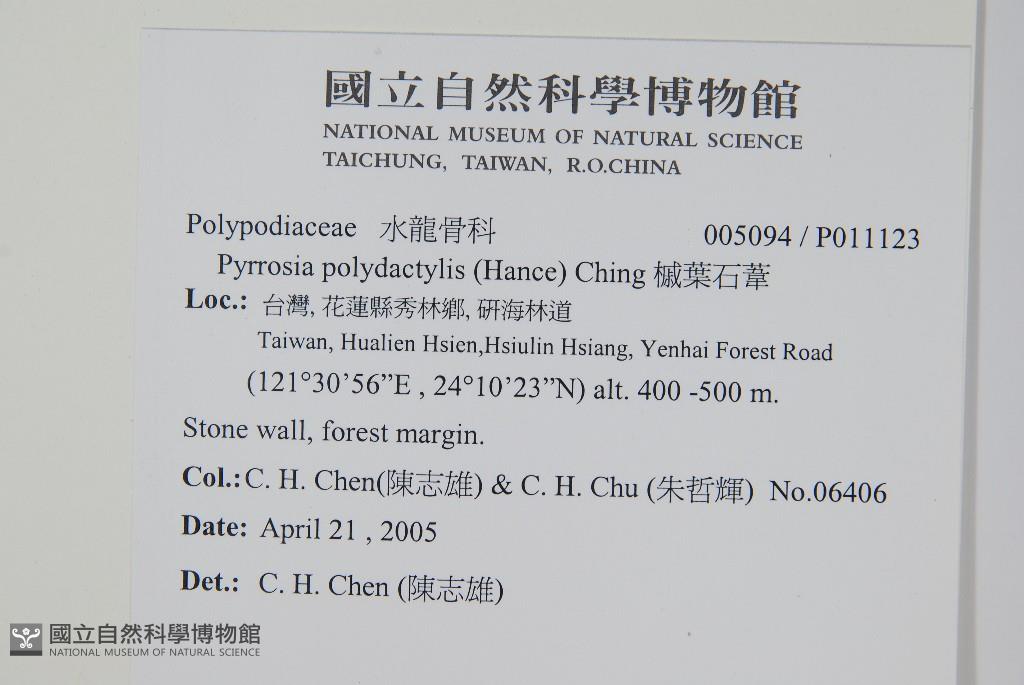 國立自然科學博物館
NATIONAL MUSEUM OF NATURAL SCIENCE
TAICHUNG, TAIWAN, R.O.CHINA
Polypodiaceae 水龍骨科 005094 / P011123
Pyrrosia polydactylis (Hance) Ching 槭葉石葦
Loc.: 台灣, 花蓮縣秀林鄉, 研海林道
Taiwan, Hualien Hsien,Hsiulin Hsiang, Yenhai Forest Road
(121°30’56”E , 24°10’23”N) alt. 400 -500 m.
Stone wall, forest margin.
Col.: C. H. Chen(陳志雄) & C. H. Chu (朱哲輝) No.06406
Date: April 21 , 2005
Det.: C. H. Chen (陳志雄)
國立自然科學博物館
NATIONAL MUSEUM OF NATURAL SCIENCE